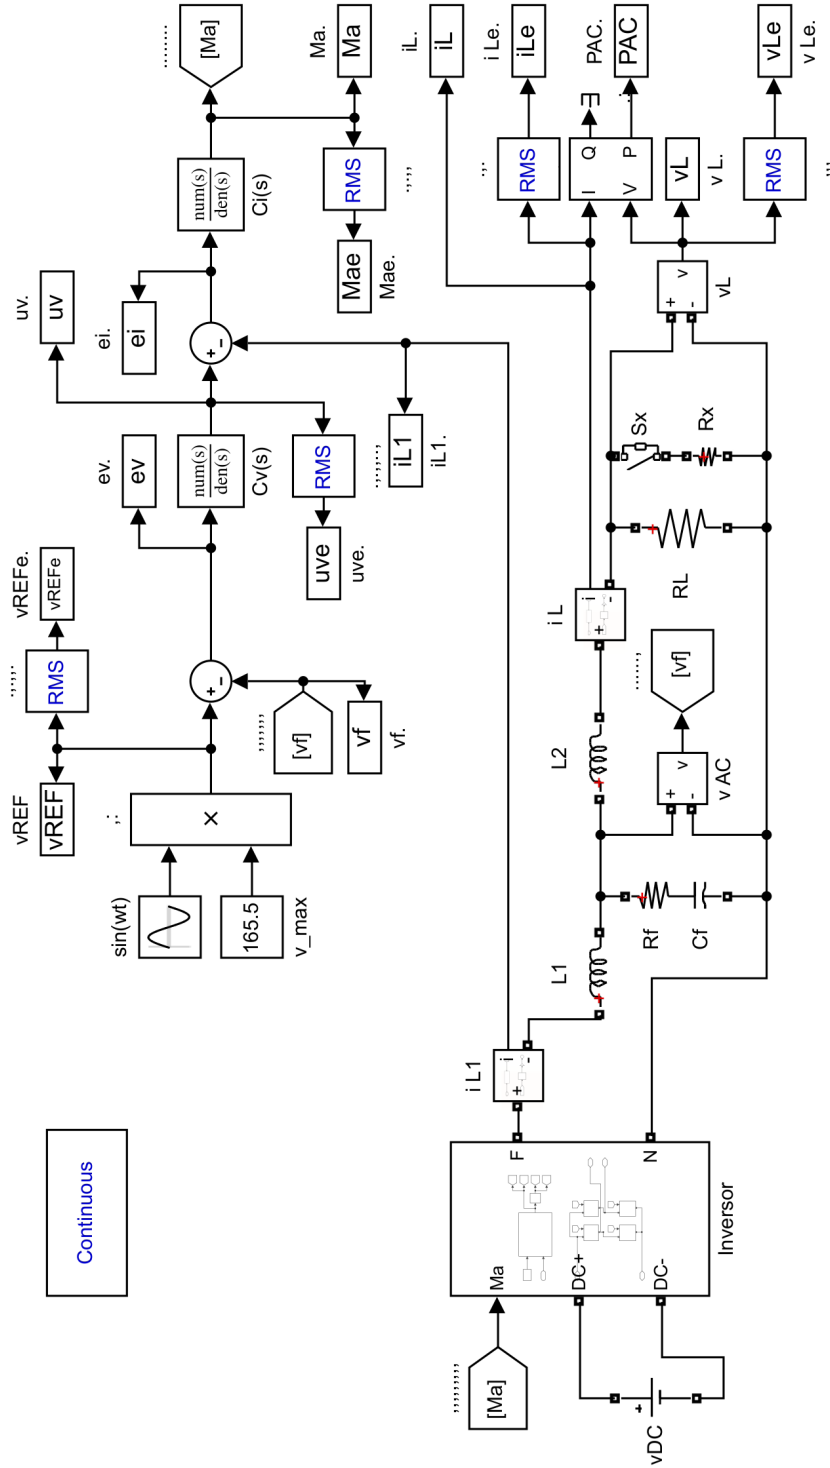 Continuous
sin(wt)
165.5
v_max
×
vREF
vREF
RMS
vREFe.
vREFe
+
-
[vf]
vf
vf.
ev.
ev
num(s)
den(s)
Cv(s)
uv.
uv
RMS
uve
uve.
+
-
ei.
ei
iL1
iL1.
num(s)
den(s)
Ci(s)
RMS
Mae
Mae.
[Ma]
Ma.
Ma
[Ma]
vDC
+
Ma
DC+
DC-
F
N
Inversor
i L1
+
i
-
L1
Rf
Cf
L2
+
-
v
v AC
[vf]
i L
+
i
-
RL
Sx
Rx
+
-
v
vL
iL.
iL
RMS
i Le.
iLe
I
V
Q
P
PAC.
PAC
vL
v L.
RMS
vLe
v Le.